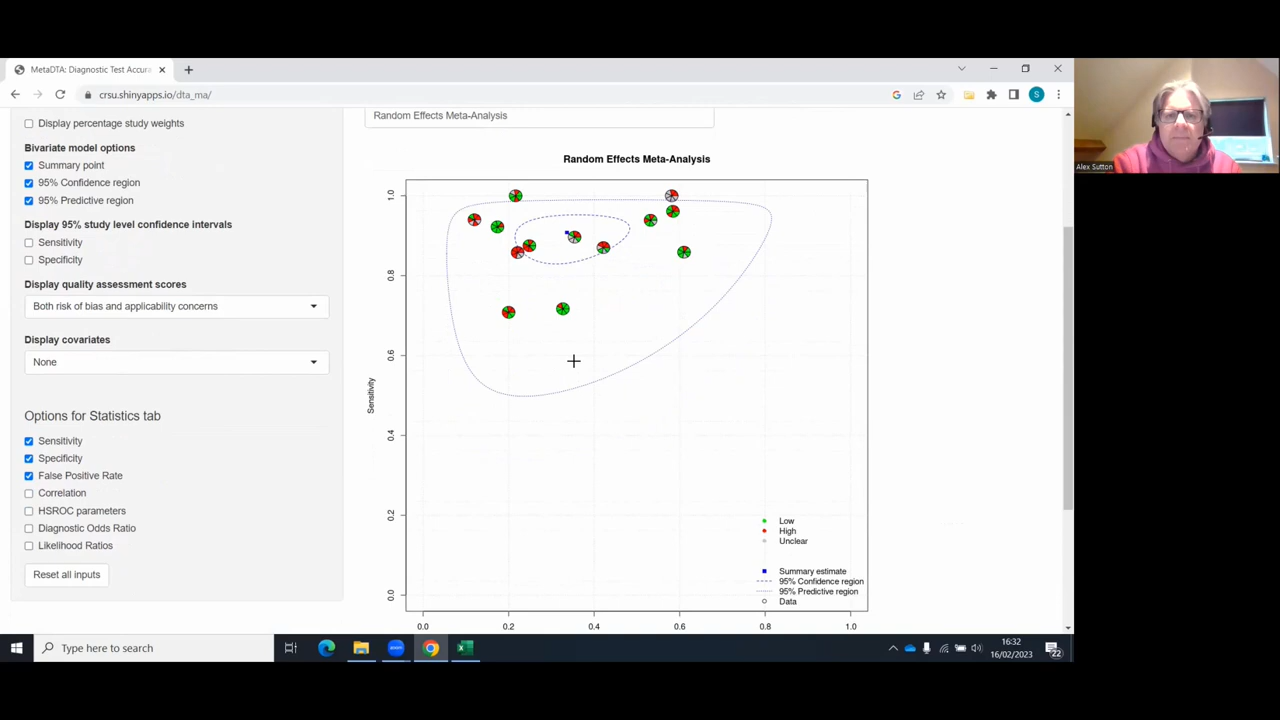 MetaDTA: Diagnostic Test Accura
crsu.shinyapps.io/dta_ma/
S
Display percentage study weights
Bivariate model options
Summary point
95% Confidence region
95% Predictive region
Display 95% study level confidence intervals
Sensitivity
Specificity
Display quality assessment scores
Both risk of bias and applicability concerns
Display covariates
None
Options for Statistics tab
Sensitivity
Specificity
False Positive Rate
Correlation
HSROC parameters
Diagnostic Odds Ratio
Likelihood Ratios
Reset all inputs
Random Effects Meta-Analysis
Random Effects Meta-Analysis
1.0
0.8
0.6
0.4
0.2
0.0
Sensitivity
Low
High
Unclear
Summary estimate
95% Confidence region
95% Predictive region
Data
0.0 0.2 0.4 0.6 0.8 1.0
Alex Sutton
Type here to search
zoom
16:32
16/02/2023
22